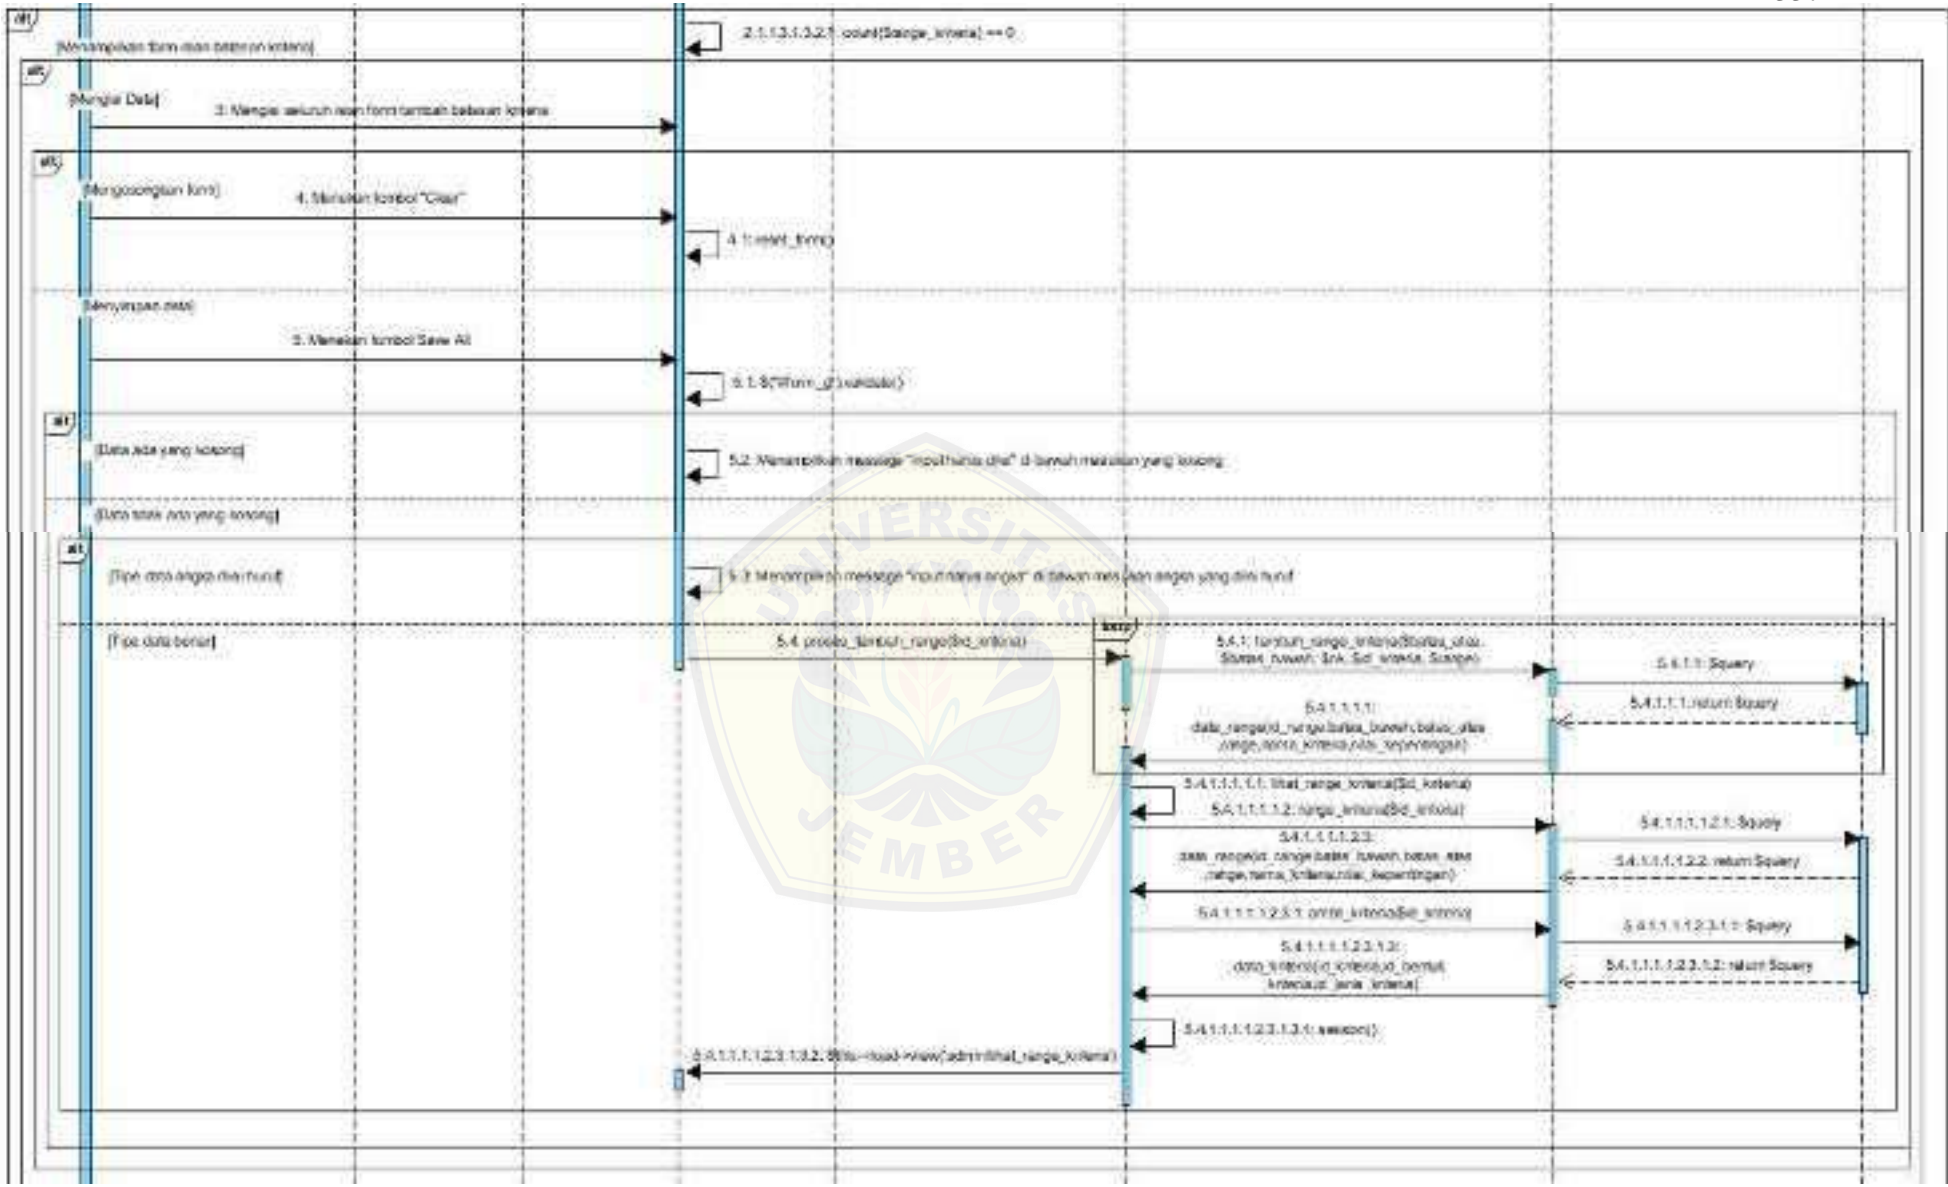 alt
[Menampilkan form isian batasan kriteria]
2.1.1.3.1.3.2.1: count($range_kriteria) == 0
alt
[Mengisi Data]
3: Mengisi seluruh isian form tambah batasan kriteria
alt
[Mengosongkan form]
4: Menekan tombol "Clear"
4.1: reset_form()
[Menyimpan data]
5: Menekan tombol Save All
5.1: validate()
alt
[Data ada yang kosong]
5.2: Menampilkan message "input harus diisi" di bawah masukan yang kosong
[Data tidak ada yang kosong]
alt
[Tipe data angka diisi huruf]
5.3: Menampilkan message "input harus angka" di bawah masukan angka yang diisi huruf
[Tipe data benar]
loop
5.4: proses_tambah_range($id_kriteria)
5.4.1: tambah_range_kriteria($batas_atas,
$batas_bawah, $nk, $id_kriteria, $range)
5.4.1.1: $query
5.4.1.1.1: return $query
5.4.1.1.1.1:
data_range(id_range,batas_bawah,batas_atas
,range,nama_kriteria,nilai_kepentingan)
5.4.1.1.1.1.1: lihat_range_kriteria($id_kriteria)
5.4.1.1.1.1.2: range_kriteria($id_kriteria)
5.4.1.1.1.1.2.1: $query
5.4.1.1.1.1.2.2: return $query
5.4.1.1.1.1.2.3:
data_range(id_range,batas_bawah,batas_atas
,range,nama_kriteria,nilai_kepentingan)
5.4.1.1.1.1.2.3.1: ambil_kriteria($id_kriteria)
5.4.1.1.1.1.2.3.1.1: $query
5.4.1.1.1.1.2.3.1.2: return $query
5.4.1.1.1.1.2.3.1.3:
data_kriteria(id_kriteria,id_bentuk
kriteria,id_jenis_kriteria)
5.4.1.1.1.1.2.3.1.3.1: session()
5.4.1.1.1.1.2.3.1.3.2: $this->load->view('admin/lihat_range_kriteria')
UNIVERSITAS
JEMBER